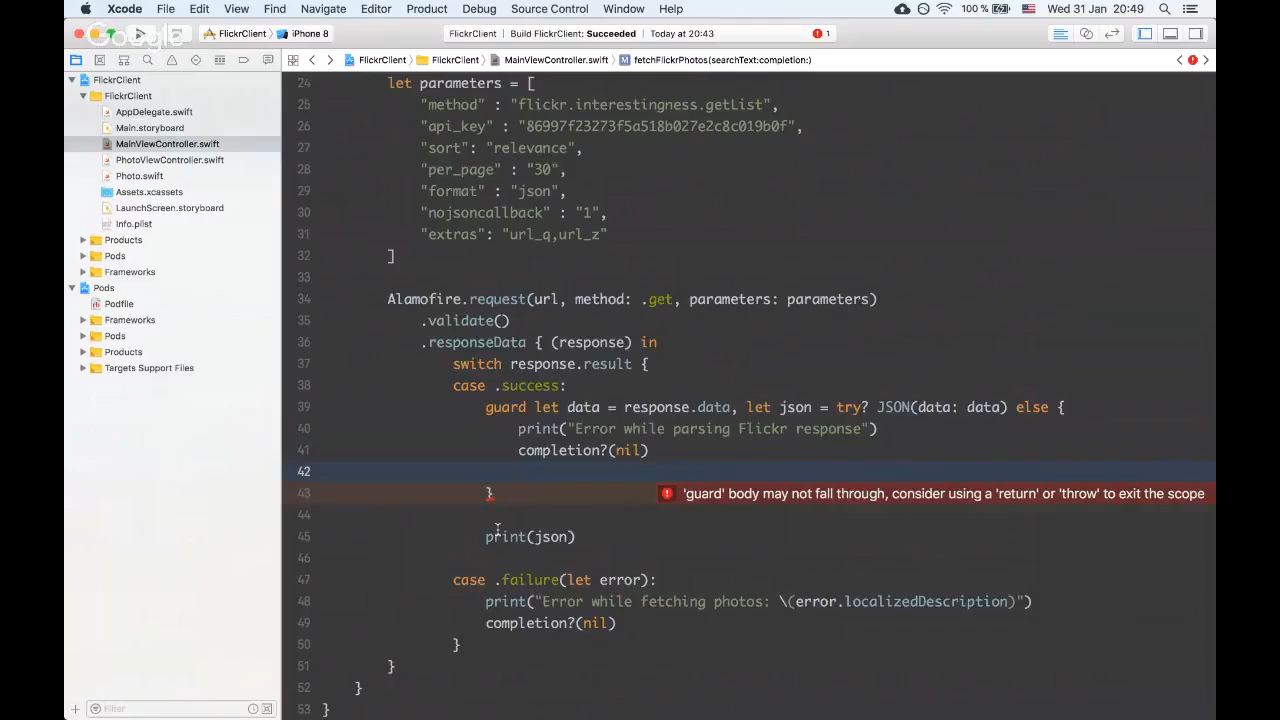 Xcode File Edit View Find Navigate Editor Product Debug Source Control Window Help 100 % Wed 31 Jan 20:49
Google
FlickrClient iPhone 8 FlickrClient | Build FlickrClient: Succeeded | Today at 20:43 1
FlickrClient FlickrClient MainViewController.swift M fetchFlickrPhotos(searchText:completion:)
FlickrClient
FlickrClient
AppDelegate.swift
Main.storyboard
MainViewController.swift
PhotoViewController.swift
Photo.swift
Assets.xcassets
LaunchScreen.storyboard
Info.plist
Products
Pods
Frameworks
Pods
Podfile
Frameworks
Pods
Products
Targets Support Files
Filter
24 let parameters = [
25 "method" : "flickr.interestingness.getList",
26 "api_key" : "86997f23273f5a518b027e2c8c019b0f",
27 "sort": "relevance",
28 "per_page" : "30",
29 "format" : "json",
30 "nojsoncallback" : "1",
31 "extras": "url_q,url_z"
32 ]
33
34 Alamofire.request(url, method: .get, parameters: parameters)
35 .validate()
36 .responseData { (response) in
37 switch response.result {
38 case .success:
39 guard let data = response.data, let json = try? JSON(data: data) else {
40 print("Error while parsing Flickr response")
41 completion?(nil)
42
43 } 'guard' body may not fall through, consider using a 'return' or 'throw' to exit the scope
44
45 print(json)
46
47 case .failure(let error):
48 print("Error while fetching photos: \(error.localizedDescription)")
49 completion?(nil)
50 }
51 }
52 }
53 }